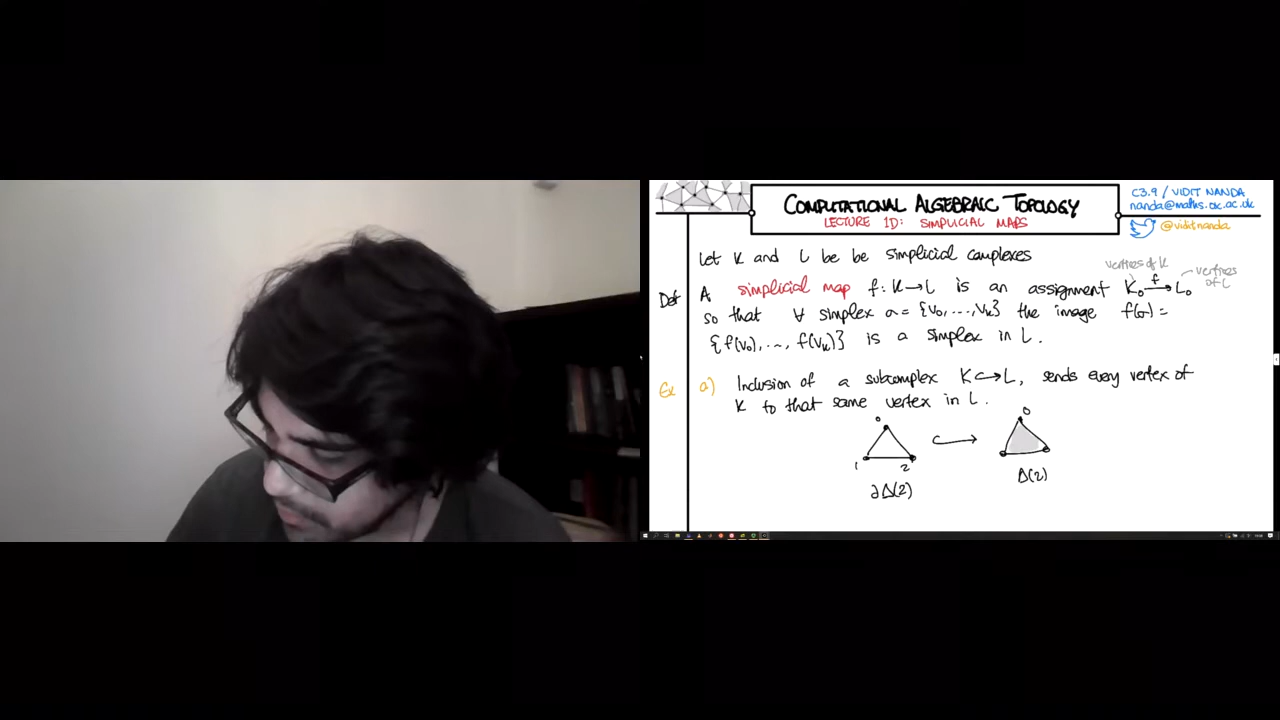 COMPUTATIONAL ALGEBRAIC TOPOLOGY
LECTURE 1D: SIMPLICIAL MAPS
C3.9 / VIDIT NANDA
nanda@maths.ox.ac.uk
@viditnanda
Let K and L be be simplicial complexes
vertices of K
vertices of L
Def A simplicial map f: K→L is an assignment K₀ →f L₀
so that ∀ simplex σ = {v₀, ..., vₖ} the image f(σ) =
{f(v₀), ..., f(vₖ)} is a simplex in L.
Ex a) Inclusion of a subcomplex K↪L, sends every vertex of
K to that same vertex in L.
0
0
1
2
∂Δ(2)
Δ(2)